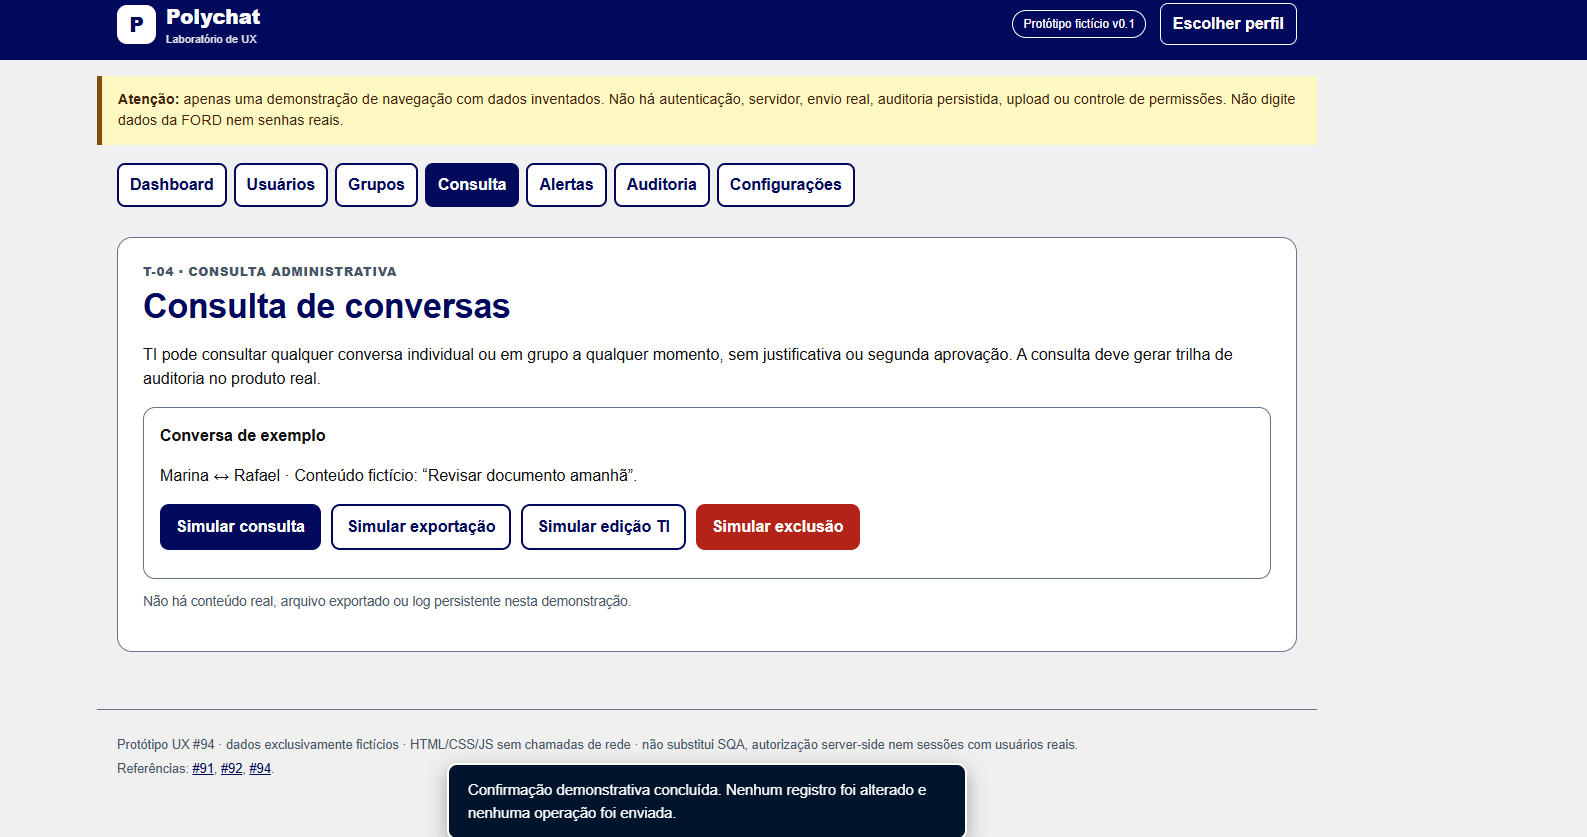 P
Polychat
Laboratório de UX
Protótipo fictício v0.1
Escolher perfil
Atenção: apenas uma demonstração de navegação com dados inventados. Não há autenticação, servidor, envio real, auditoria persistida, upload ou controle de permissões. Não digite
dados da FORD nem senhas reais.
Dashboard
Usuários
Grupos
Consulta
Alertas
Auditoria
Configurações
T-04 · CONSULTA ADMINISTRATIVA
Consulta de conversas
TI pode consultar qualquer conversa individual ou em grupo a qualquer momento, sem justificativa ou segunda aprovação. A consulta deve gerar trilha de
auditoria no produto real.
Conversa de exemplo
Marina ↔ Rafael · Conteúdo fictício: “Revisar documento amanhã”.
Simular consulta
Simular exportação
Simular edição TI
Simular exclusão
Não há conteúdo real, arquivo exportado ou log persistente nesta demonstração.
Protótipo UX #94 · dados exclusivamente fictícios · HTML/CSS/JS sem chamadas de rede · não substitui SQA, autorização server-side nem sessões com usuários reais.
Referências: #91, #92, #94.
Confirmação demonstrativa concluída. Nenhum registro foi alterado e
nenhuma operação foi enviada.